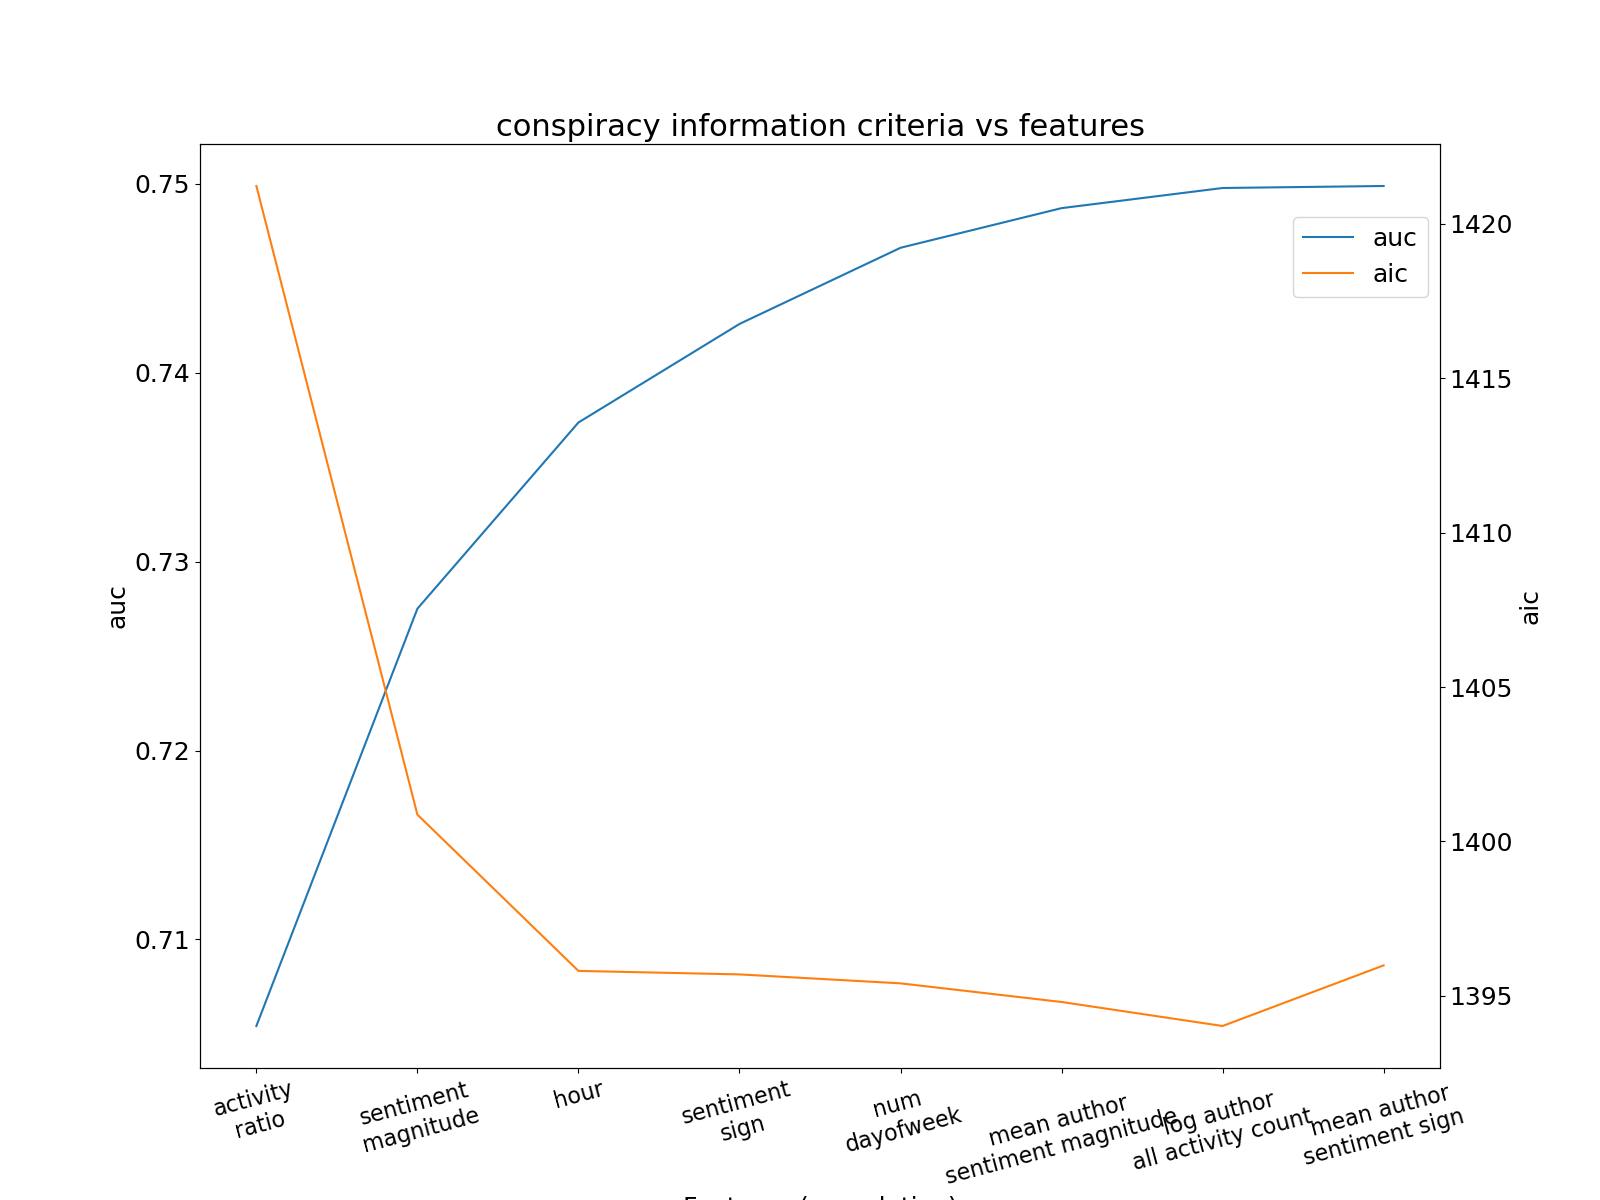 conspiracy information criteria vs features
0.75
0.74
0.73
0.72
0.71
auc
1420
1415
1410
1405
1400
1395
aic
auc
aic
activity
ratio
sentiment
magnitude
hour
sentiment
sign
num
dayofweek
mean author
sentiment magnitude
log author
all activity count
mean author
sentiment sign